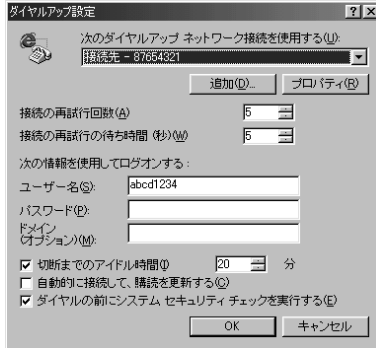 ダイヤルアップ設定
次のダイヤルアップ ネットワーク接続を使用する(U):
接続先 - 87654321
追加(D)...
プロパティ(R)
接続の再試行回数(A)
5
接続の再試行の待ち時間 (秒)(W)
5
次の情報を使用してログオンする :
ユーザー名(S):
abcd1234
パスワード(P):
ドメイン
(オプション)(M):
切断までのアイドル時間(I)
20
分
自動的に接続して、購読を更新する(C)
ダイヤルの前にシステム セキュリティ チェックを実行する(E)
OK
キャンセル